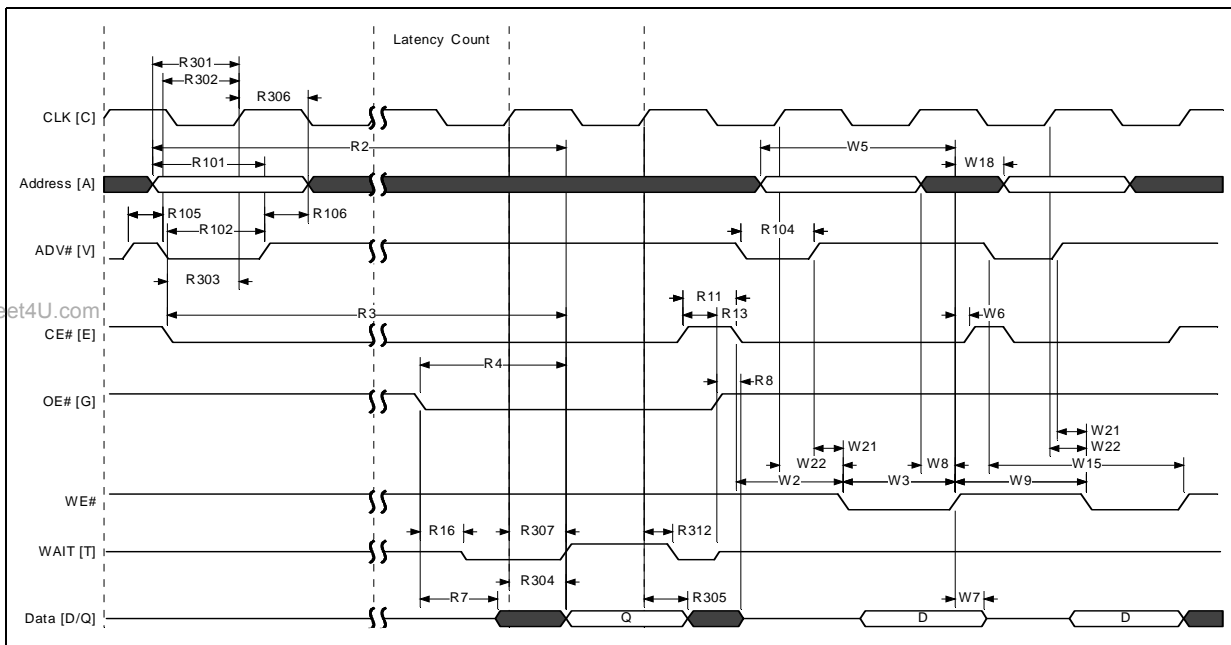 Latency Count
R301
R302
R306
CLK [C]
R2
W5
R101
W18
Address [A]
R105
R106
R102
R104
ADV# [V]
R303
eet4U.com
R11
R3
R13
W6
CE# [E]
R4
R8
OE# [G]
W21
W21
W22
W22
W8
W15
W2
W3
W9
WE#
R16
R307
R312
WAIT [T]
R304
R7
R305
W7
Data [D/Q]
Q
D
D